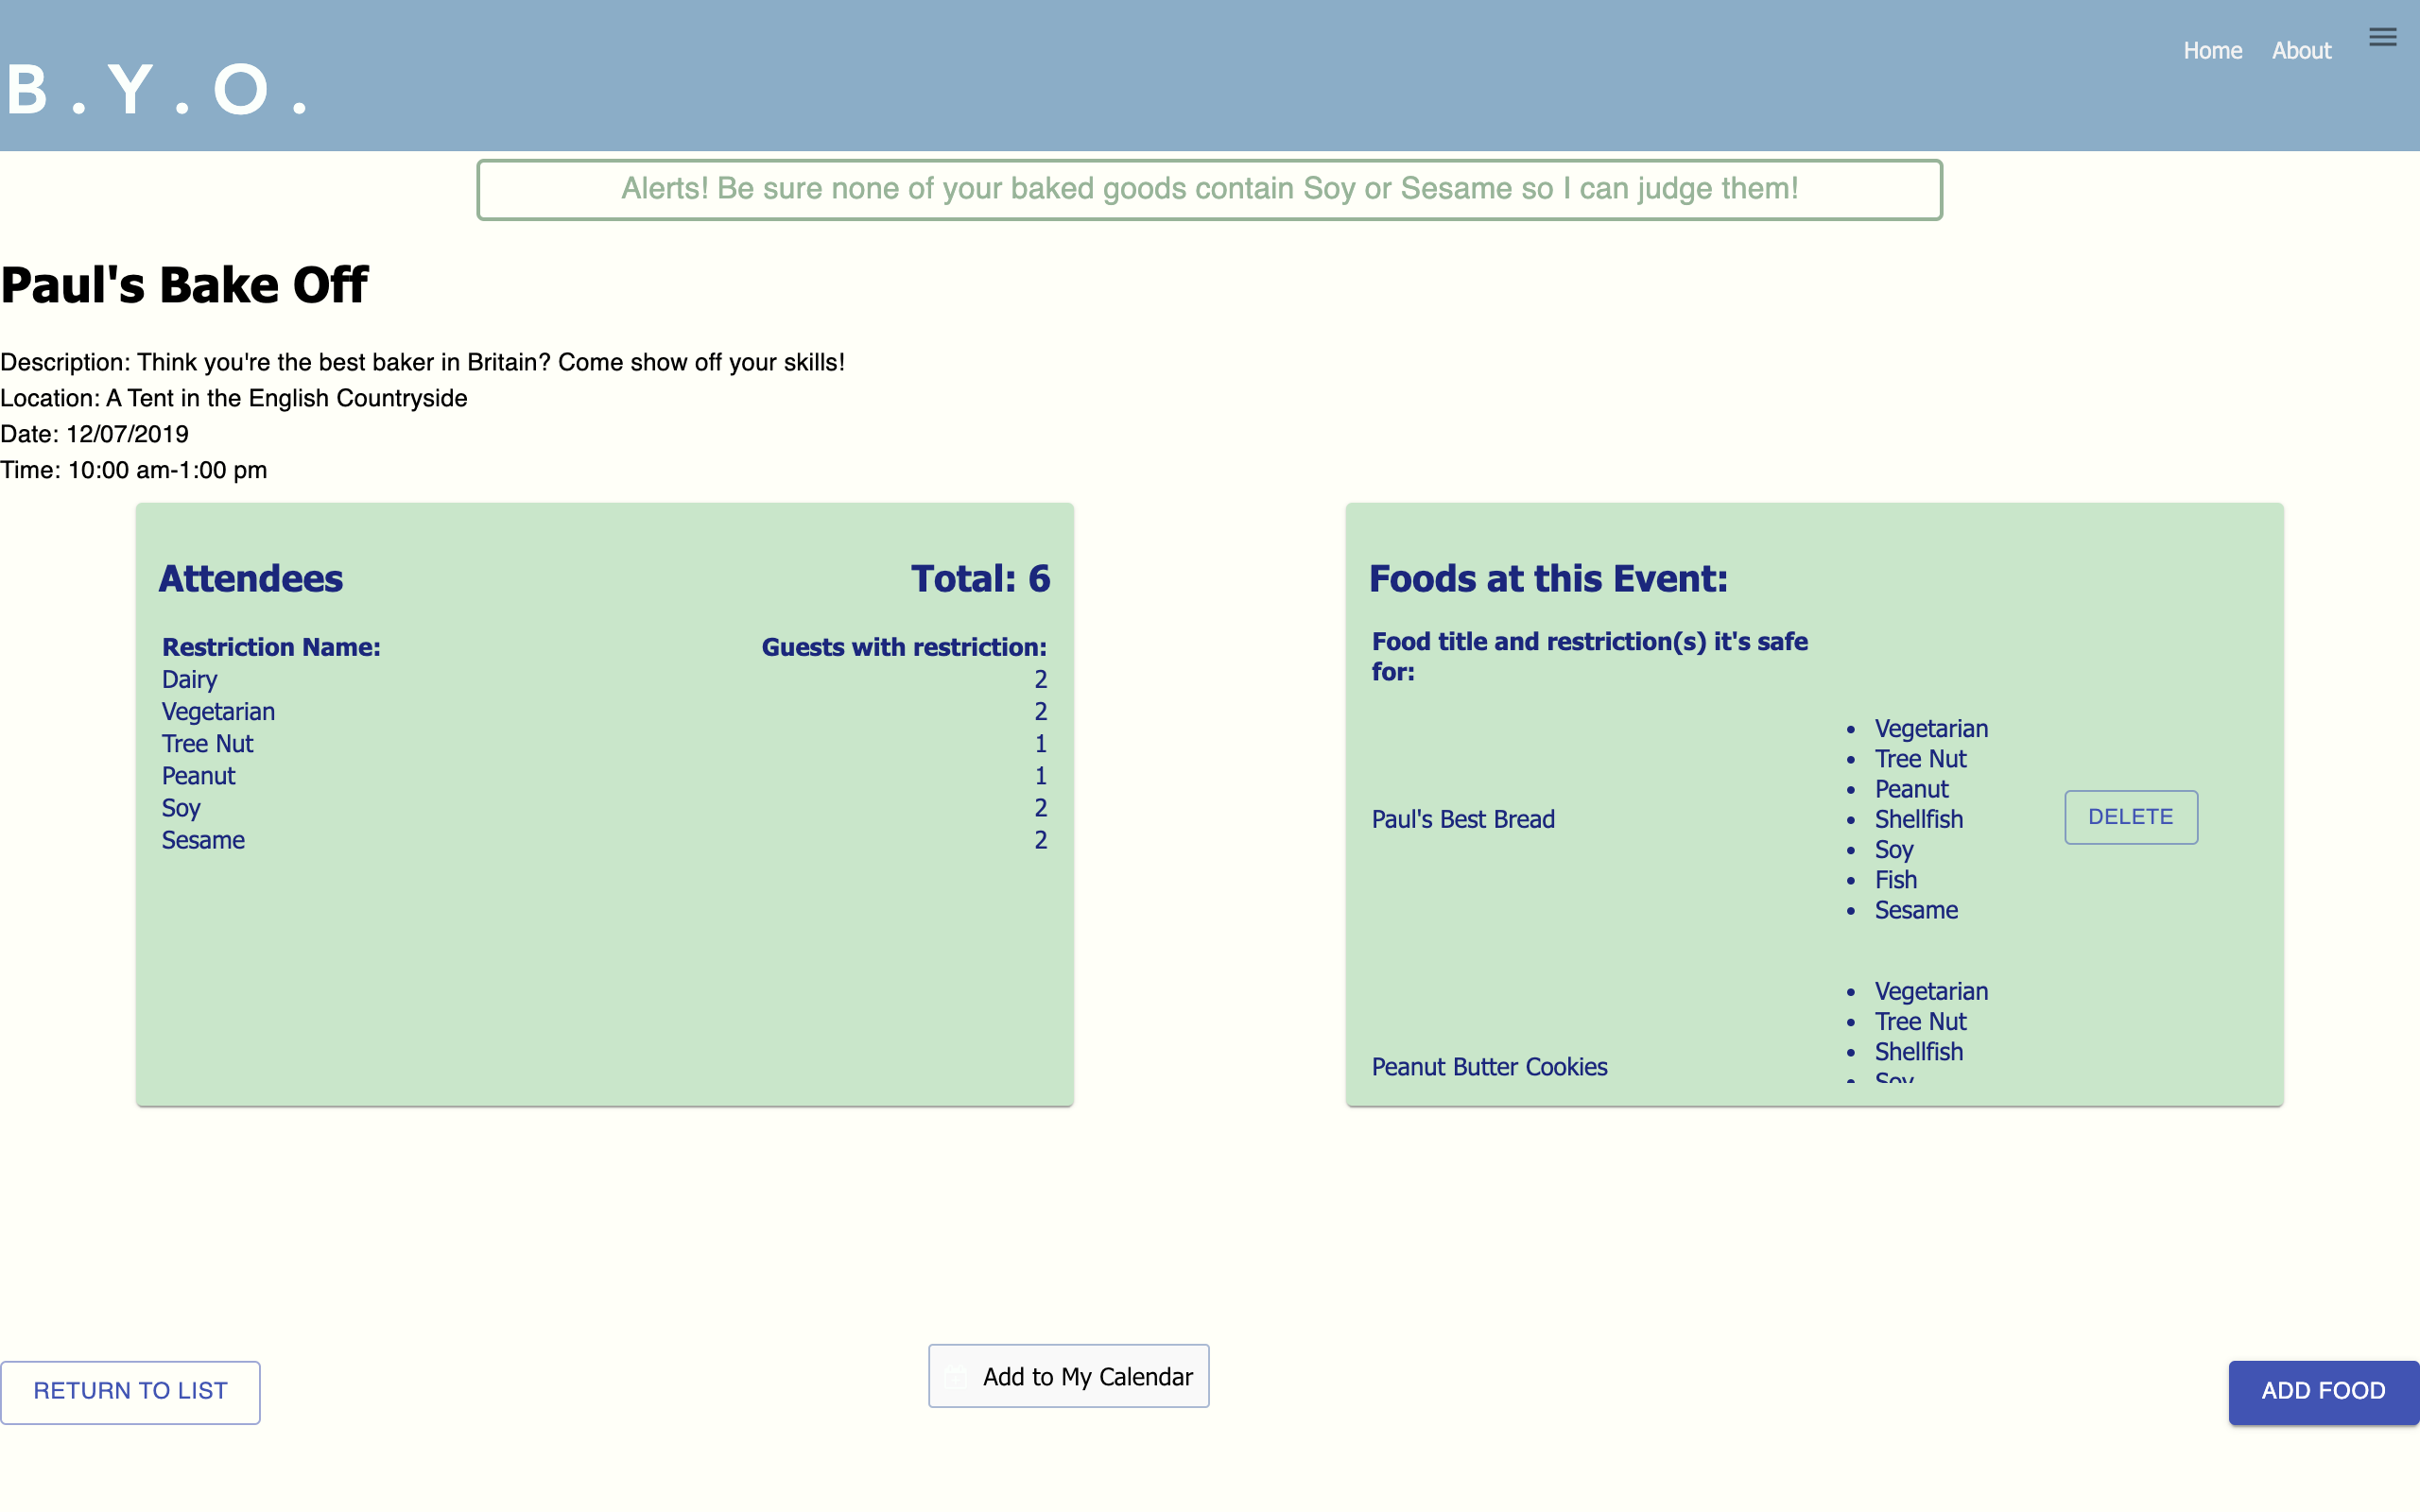 B.Y.O.
Home About
Alerts! Be sure none of your baked goods contain Soy or Sesame so I can judge them!
Paul's Bake Off
Description: Think you're the best baker in Britain? Come show off your skills!
Location: A Tent in the English Countryside
Date: 12/07/2019
Time: 10:00 am-1:00 pm
Attendees Total: 6
Restriction Name: Guests with restriction:
Dairy 2
Vegetarian 2
Tree Nut 1
Peanut 1
Soy 2
Sesame 2
Foods at this Event:
Food title and restriction(s) it's safe
for:
Paul's Best Bread
• Vegetarian
• Tree Nut
• Peanut
• Shellfish
• Soy
• Fish
• Sesame
DELETE
Peanut Butter Cookies
• Vegetarian
• Tree Nut
• Shellfish
• Soy
RETURN TO LIST
Add to My Calendar
ADD FOOD